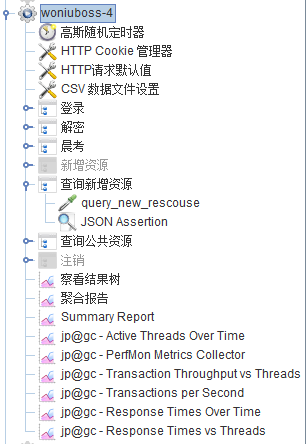 woniuboss-4
高斯随机定时器
HTTP Cookie 管理器
HTTP请求默认值
CSV 数据文件设置
登录
解密
晨考
新增资源
查询新增资源
query_new_rescouse
JSON Assertion
查询公共资源
注销
察看结果树
聚合报告
Summary Report
jp@gc - Active Threads Over Time
jp@gc - PerfMon Metrics Collector
jp@gc - Transaction Throughput vs Threads
jp@gc - Transactions per Second
jp@gc - Response Times Over Time
jp@gc - Response Times vs Threads